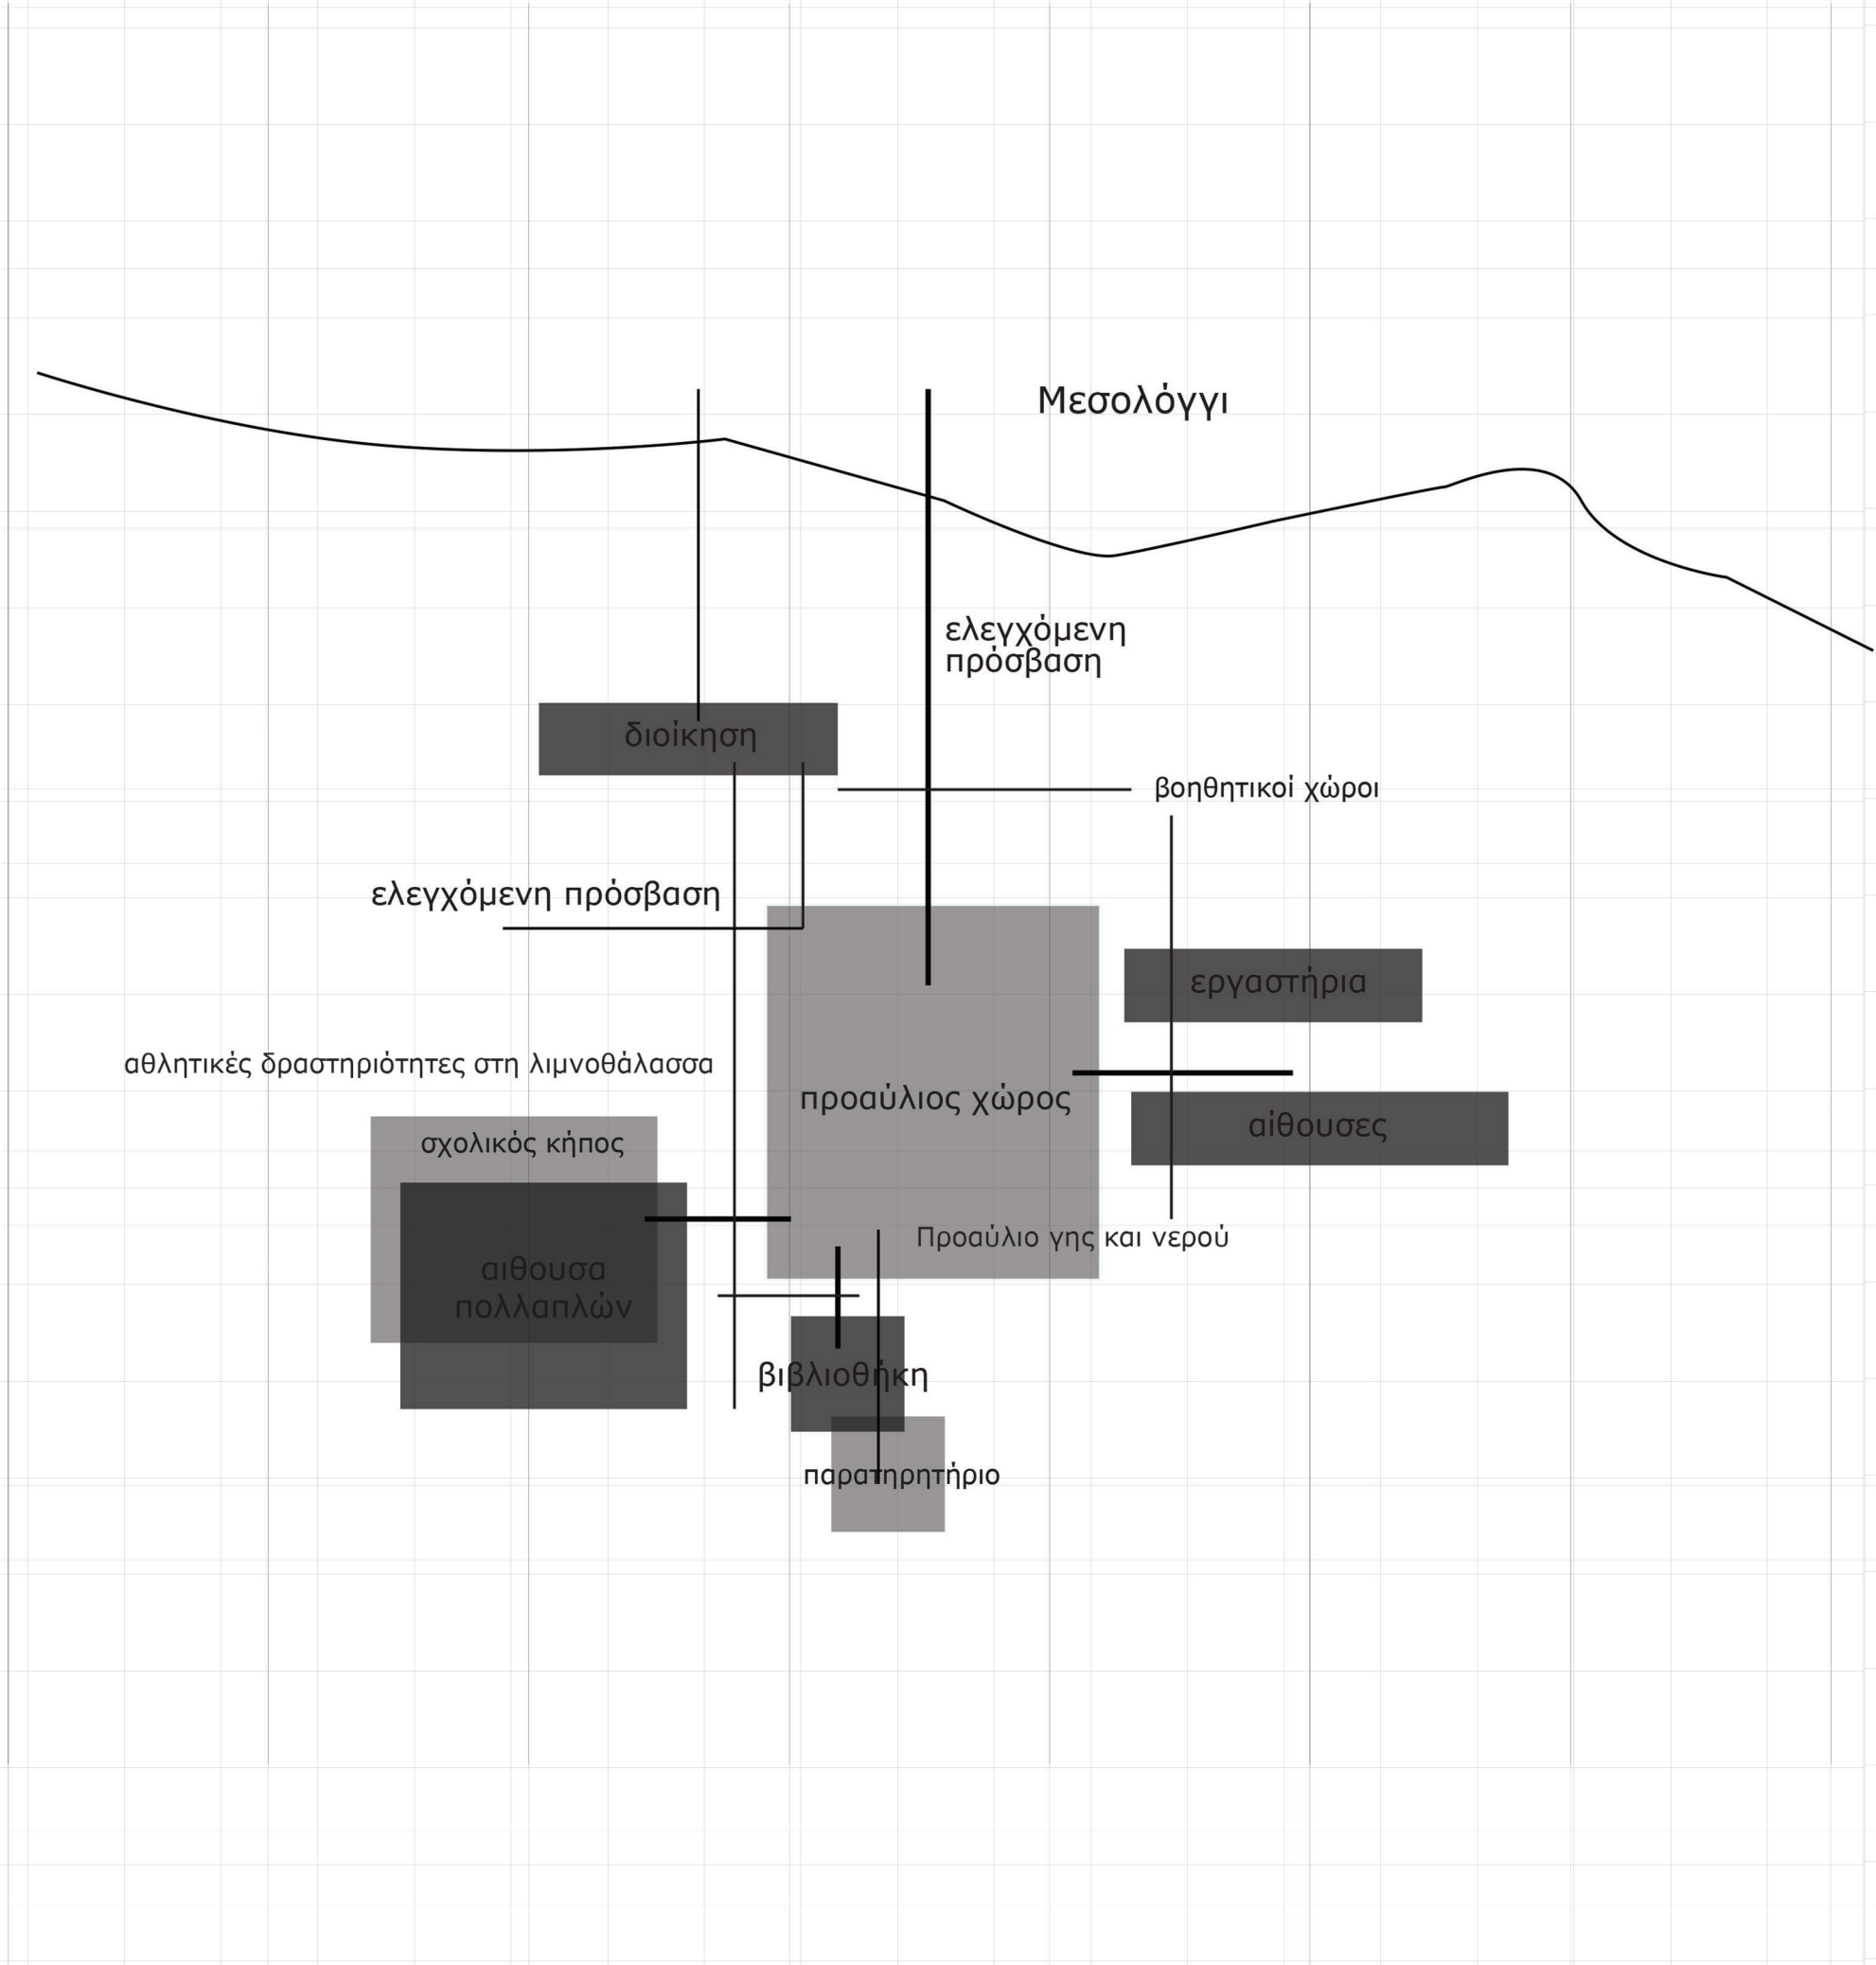 Μεσολόγγι
ελεγχόμενη
πρόσβαση
διοίκηση
βοηθητικοί χώροι
ελεγχόμενη πρόσβαση
εργαστήρια
αθλητικές δραστηριότητες στη λιμνοθάλασσα
προαύλιος χώρος
αίθουσες
σχολικός κήπος
Προαύλιο γης και νερού
αιθουσα
πολλαπλών
βιβλιοθήκη
παρατηρητήριο